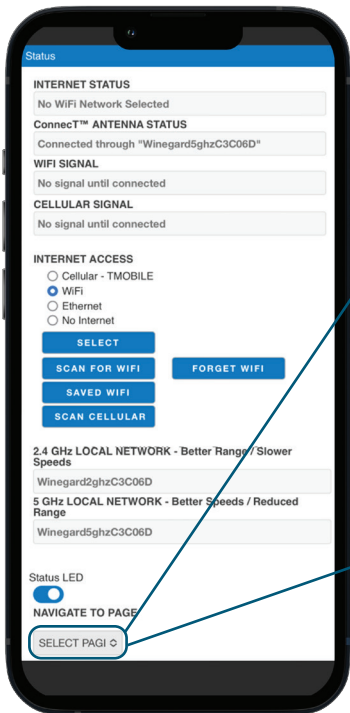 Status
INTERNET STATUS
No WiFi Network Selected
ConnecT™ ANTENNA STATUS
Connected through "Winegard5ghzC3C06D"
WIFI SIGNAL
No signal until connected
CELLULAR SIGNAL
No signal until connected
INTERNET ACCESS
Cellular - TMOBILE
WiFi
Ethernet
No Internet
SELECT
SCAN FOR WIFI FORGET WIFI
SAVED WIFI
SCAN CELLULAR
2.4 GHz LOCAL NETWORK - Better Range / Slower
Speeds
Winegard2ghzC3C06D
5 GHz LOCAL NETWORK - Better Speeds / Reduced
Range
Winegard5ghzC3C06D
Status LED
NAVIGATE TO PAGE
SELECT PAGI